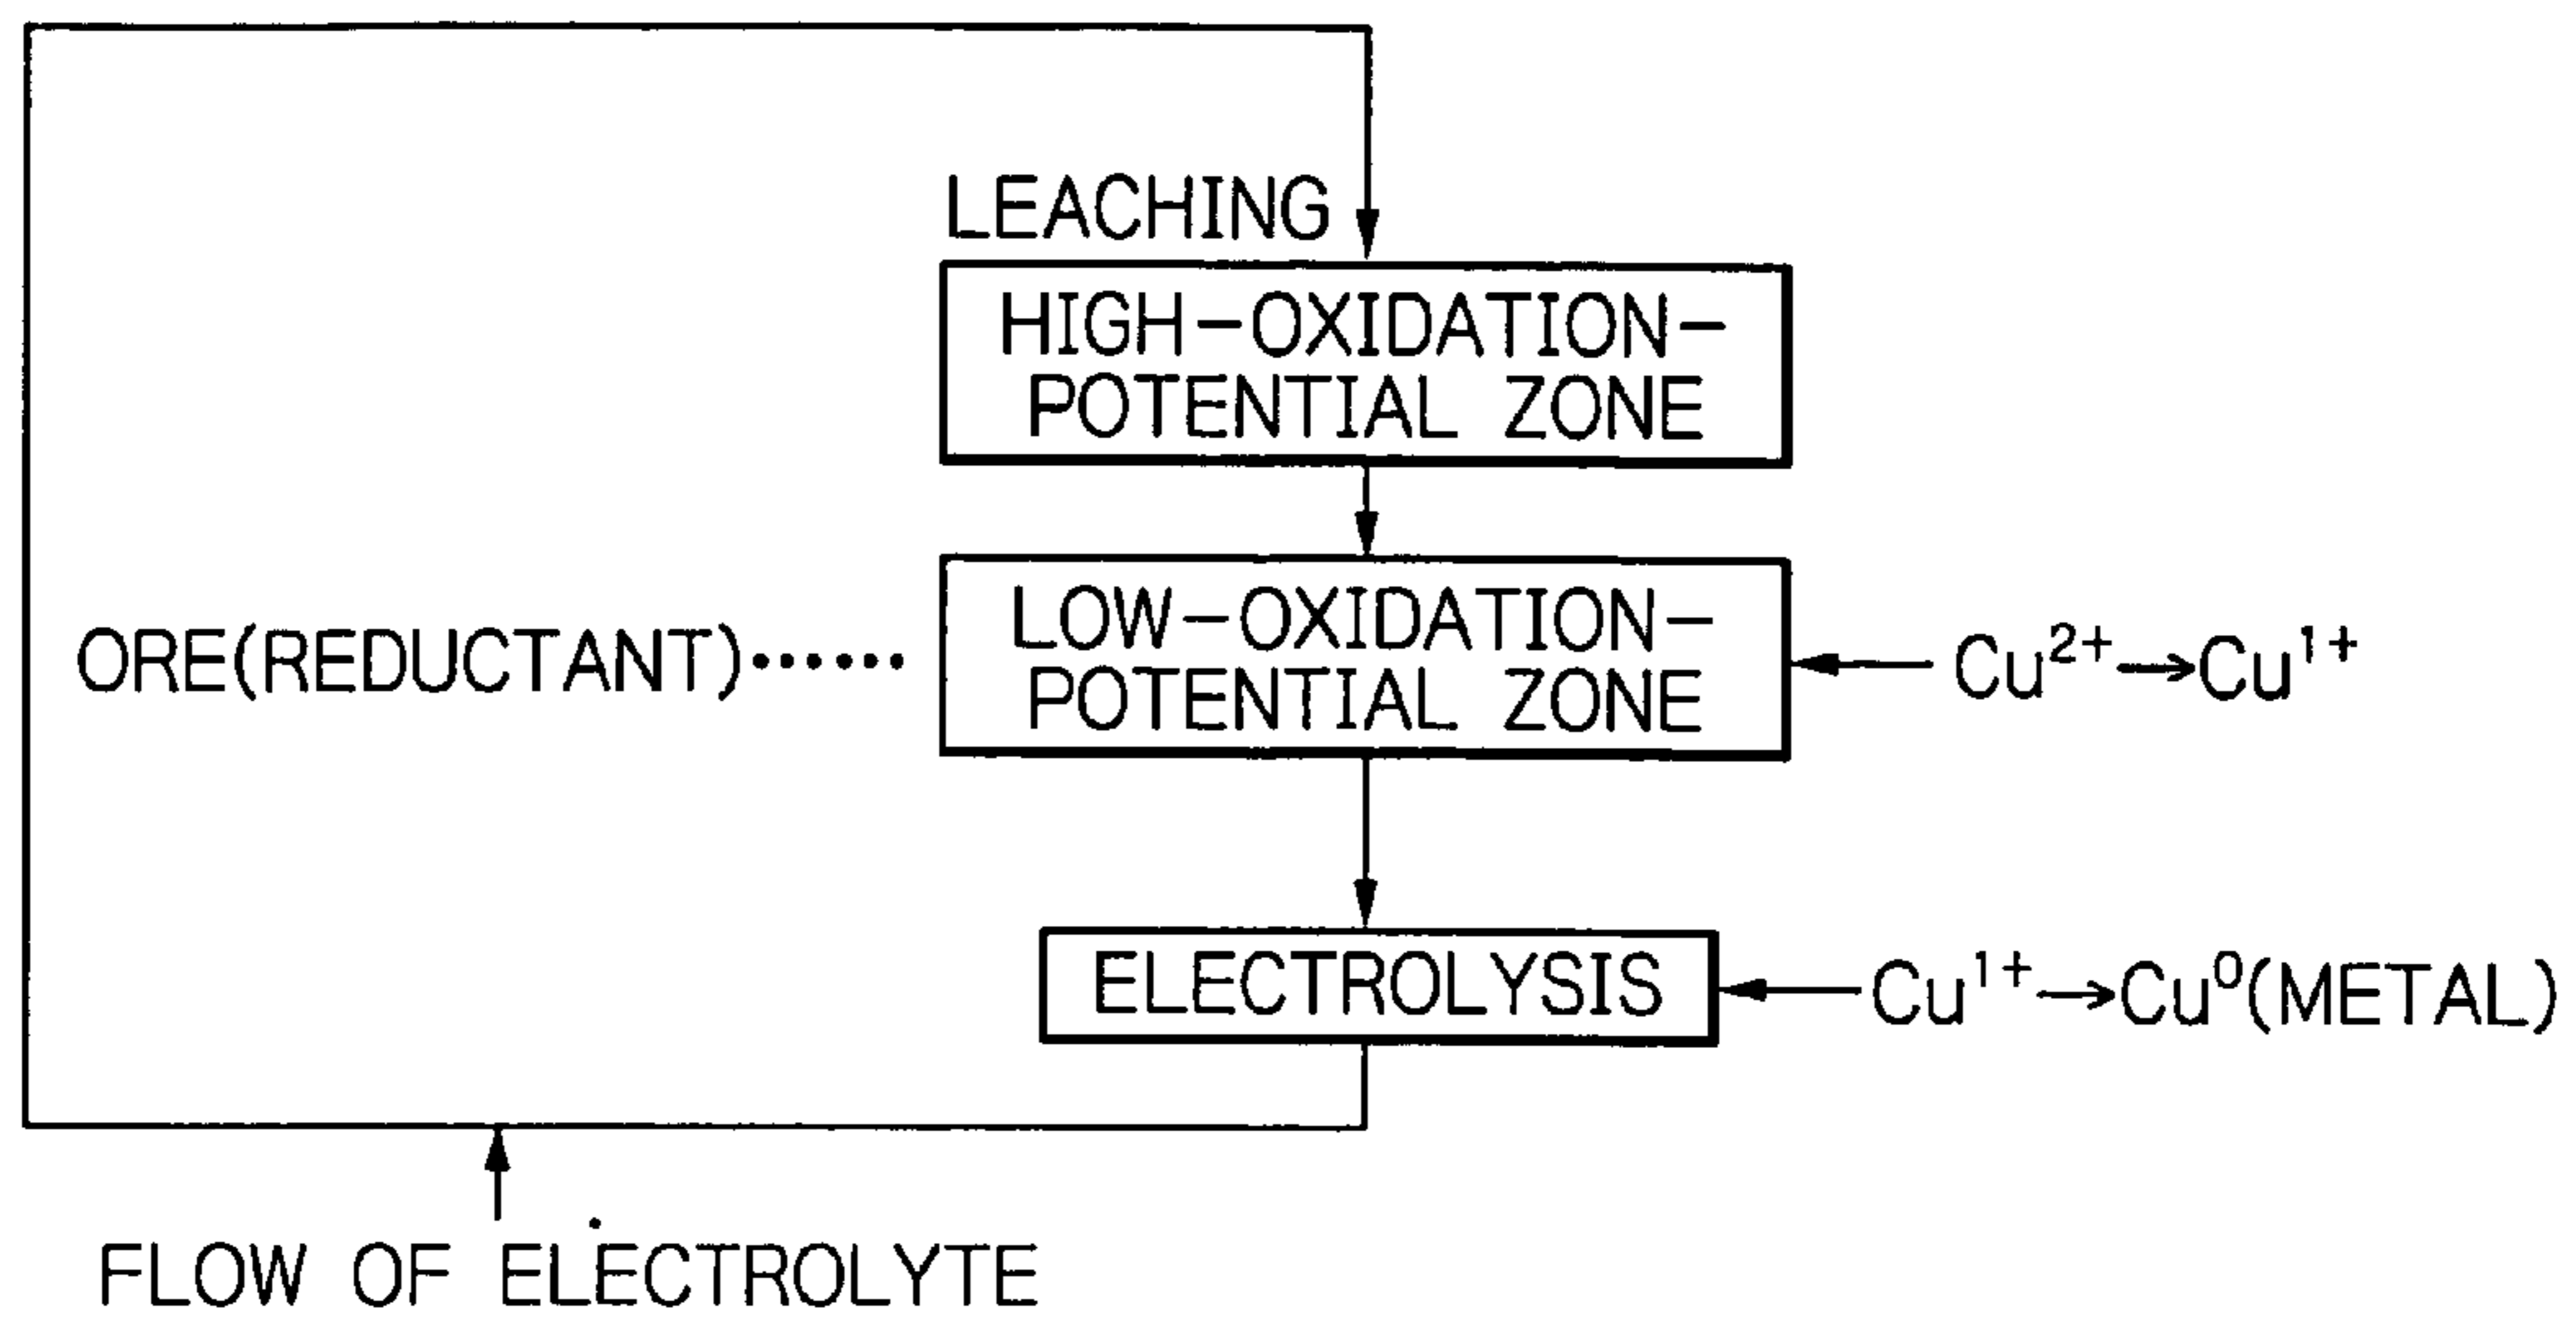 LEACHING
HIGH-OXIDATION-
POTENTIAL ZONE
LOW-OXIDATION-
POTENTIAL ZONE
ORE(REDUCTANT)······
Cu²⁺→Cu¹⁺
ELECTROLYSIS
Cu¹⁺→Cu⁰(METAL)
FLOW OF ELECTROLYTE